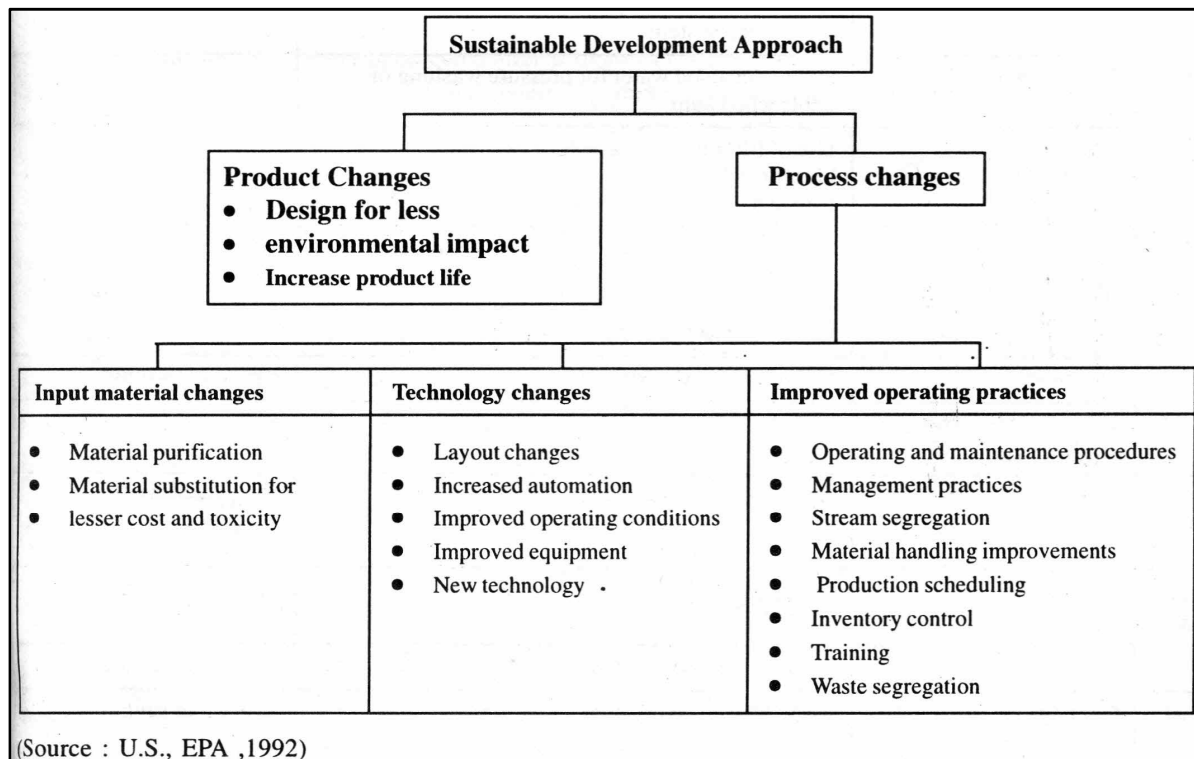 Sustainable Development Approach
Product Changes
• Design for less
• environmental impact
• Increase product life
Process changes
Input material changes
• Material purification
• Material substitution for
• lesser cost and toxicity
Technology changes
• Layout changes
• Increased automation
• Improved operating conditions
• Improved equipment
• New technology
Improved operating practices
• Operating and maintenance procedures
• Management practices
• Stream segregation
• Material handling improvements
• Production scheduling
• Inventory control
• Training
• Waste segregation
(Source : U.S., EPA ,1992)